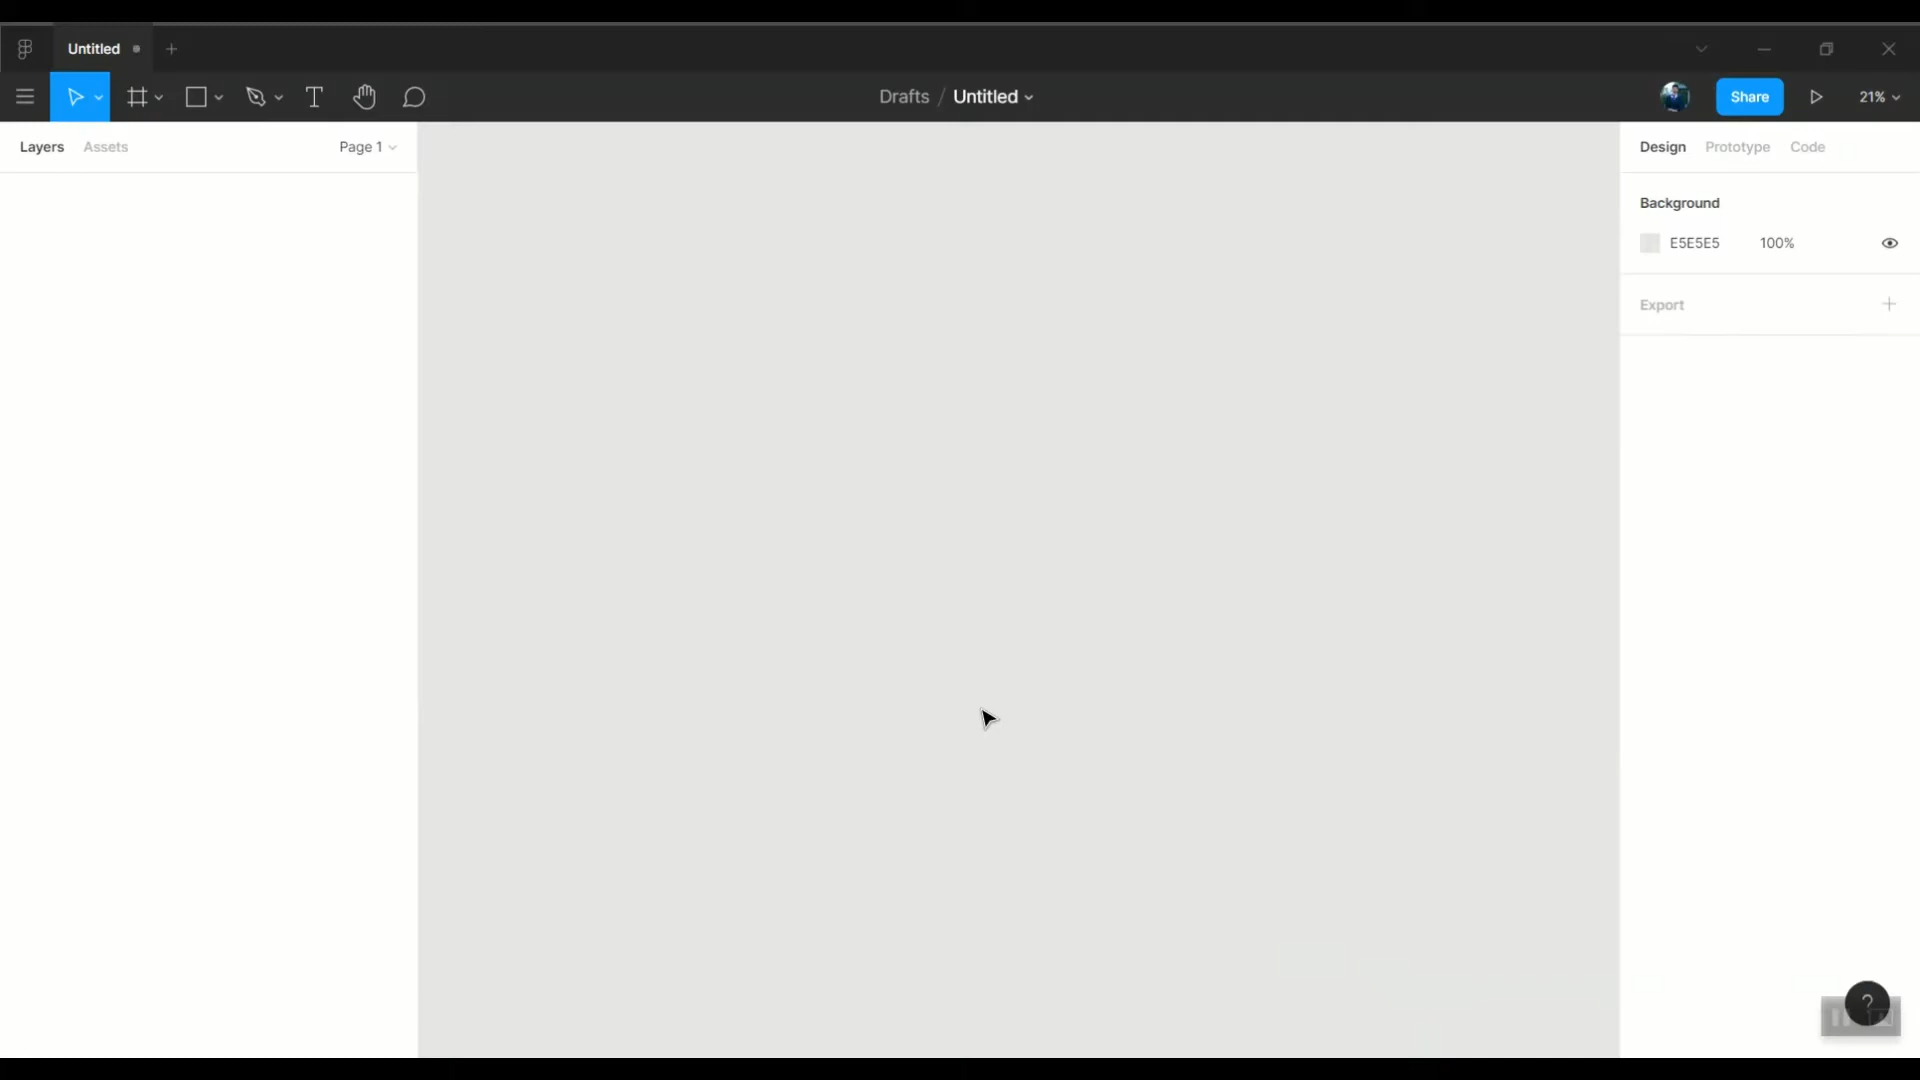 Untitled
Drafts / Untitled
Share
21%
Layers Assets Page 1
Design Prototype Code
Background
E5E5E5 100%
Export
?